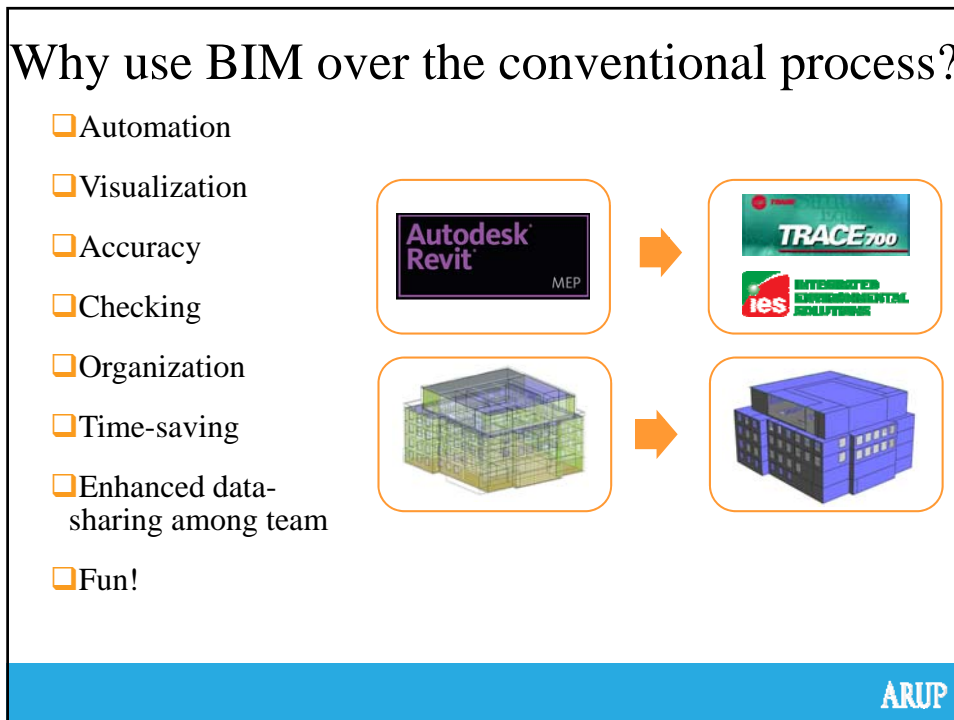 Why use BIM over the conventional process?
Automation
Visualization
Accuracy
Checking
Organization
Time-saving
Enhanced data-
sharing among team
Fun!
Autodesk
Revit
MEP
TRANE
TRACE 700
ies
INTEGRATED
ENVIRONMENTAL
SOLUTIONS
ARUP